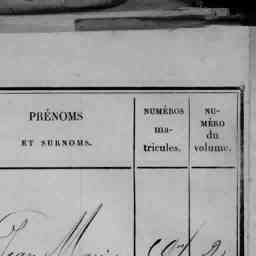 PRÉNOMS
ET SURNOMS.
NUMÉROS
ma-
tricules.
NU-
MÉRO
du
volume.
Jean Marie